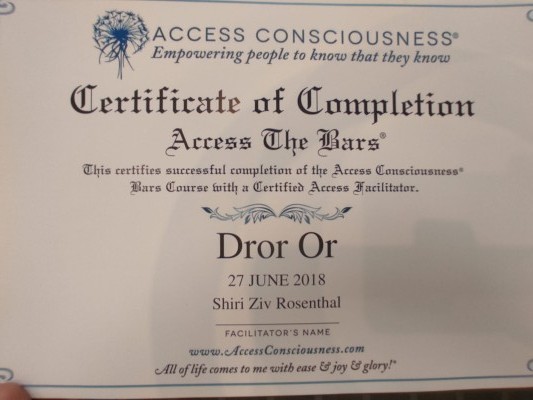 ACCESS CONSCIOUSNESS®
Empowering people to know that they know
Certificate of Completion
Access The Bars®
This certifies successful completion of the Access Consciousness®
Bars Course with a Certified Access Facilitator.
Dror Or
27 JUNE 2018
Shiri Ziv Rosenthal
FACILITATOR'S NAME
www.AccessConsciousness.com
All of life comes to me with ease & joy & glory!®